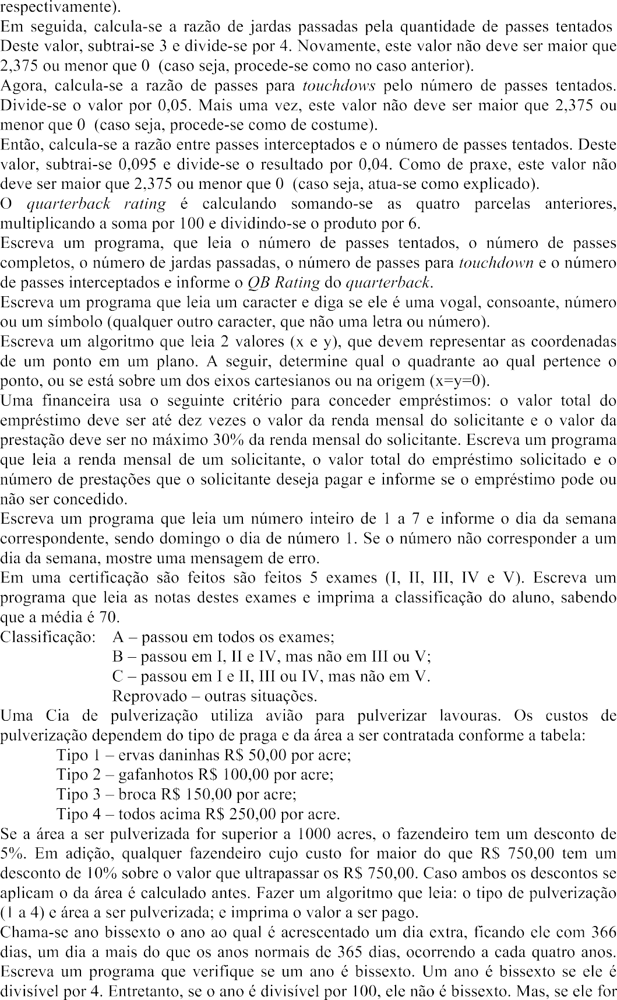 respectivamente).
Em seguida, calcula-se a razão de jardas passadas pela quantidade de passes tentados
Deste valor, subtrai-se 3 e divide-se por 4. Novamente, este valor não deve ser maior que
2,375 ou menor que 0 (caso seja, procede-se como no caso anterior).
Agora, calcula-se a razão de passes para touchdows pelo número de passes tentados.
Divide-se o valor por 0,05. Mais uma vez, este valor não deve ser maior que 2,375 ou
menor que 0 (caso seja, procede-se como de costume).
Então, calcula-se a razão entre passes interceptados e o número de passes tentados. Deste
valor, subtrai-se 0,095 e divide-se o resultado por 0,04. Como de praxe, este valor não
deve ser maior que 2,375 ou menor que 0 (caso seja, atua-se como explicado).
O quarterback rating é calculando somando-se as quatro parcelas anteriores,
multiplicando a soma por 100 e dividindo-se o produto por 6.
Escreva um programa, que leia o número de passes tentados, o número de passes
completos, o número de jardas passadas, o número de passes para touchdown e o número
de passes interceptados e informe o QB Rating do quarterback.
Escreva um programa que leia um caracter e diga se ele é uma vogal, consoante, número
ou um símbolo (qualquer outro caracter, que não uma letra ou número).
Escreva um algoritmo que leia 2 valores (x e y), que devem representar as coordenadas
de um ponto em um plano. A seguir, determine qual o quadrante ao qual pertence o
ponto, ou se está sobre um dos eixos cartesianos ou na origem (x=y=0).
Uma financeira usa o seguinte critério para conceder empréstimos: o valor total do
empréstimo deve ser até dez vezes o valor da renda mensal do solicitante e o valor da
prestação deve ser no máximo 30% da renda mensal do solicitante. Escreva um programa
que leia a renda mensal de um solicitante, o valor total do empréstimo solicitado e o
número de prestações que o solicitante deseja pagar e informe se o empréstimo pode ou
não ser concedido.
Escreva um programa que leia um número inteiro de 1 a 7 e informe o dia da semana
correspondente, sendo domingo o dia de número 1. Se o número não corresponder a um
dia da semana, mostre uma mensagem de erro.
Em uma certificação são feitos são feitos 5 exames (I, II, III, IV e V). Escreva um
programa que leia as notas destes exames e imprima a classificação do aluno, sabendo
que a média é 70.
Classificação: A – passou em todos os exames;
B – passou em I, II e IV, mas não em III ou V;
C – passou em I e II, III ou IV, mas não em V.
Reprovado – outras situações.
Uma Cia de pulverização utiliza avião para pulverizar lavouras. Os custos de
pulverização dependem do tipo de praga e da área a ser contratada conforme a tabela:
Tipo 1 – ervas daninhas R$ 50,00 por acre;
Tipo 2 – gafanhotos R$ 100,00 por acre;
Tipo 3 – broca R$ 150,00 por acre;
Tipo 4 – todos acima R$ 250,00 por acre.
Se a área a ser pulverizada for superior a 1000 acres, o fazendeiro tem um desconto de
5%. Em adição, qualquer fazendeiro cujo custo for maior do que R$ 750,00 tem um
desconto de 10% sobre o valor que ultrapassar os R$ 750,00. Caso ambos os descontos se
aplicam o da área é calculado antes. Fazer um algoritmo que leia: o tipo de pulverização
(1 a 4) e área a ser pulverizada; e imprima o valor a ser pago.
Chama-se ano bissexto o ano ao qual é acrescentado um dia extra, ficando ele com 366
dias, um dia a mais do que os anos normais de 365 dias, ocorrendo a cada quatro anos.
Escreva um programa que verifique se um ano é bissexto. Um ano é bissexto se ele é
divisível por 4. Entretanto, se o ano é divisível por 100, ele não é bissexto. Mas, se ele for